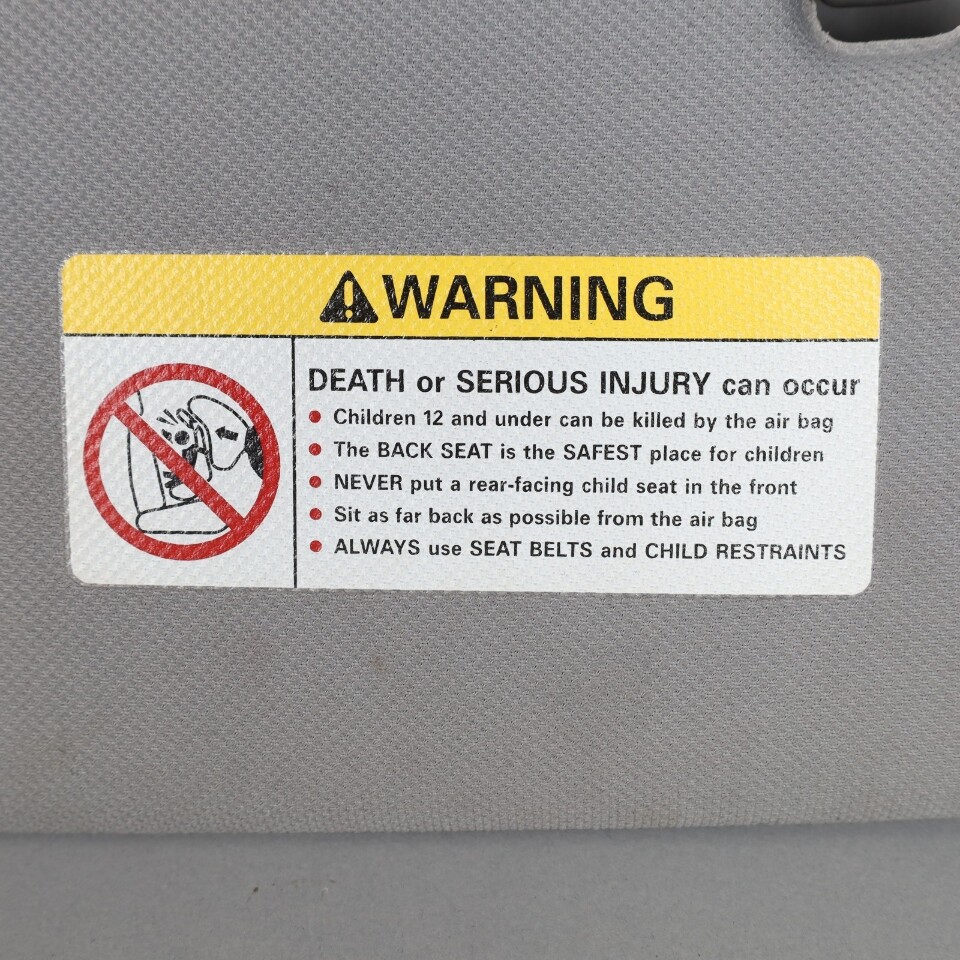 WARNING
DEATH or SERIOUS INJURY can occur
• Children 12 and under can be killed by the air bag
• The BACK SEAT is the SAFEST place for children
• NEVER put a rear-facing child seat in the front
• Sit as far back as possible from the air bag
• ALWAYS use SEAT BELTS and CHILD RESTRAINTS